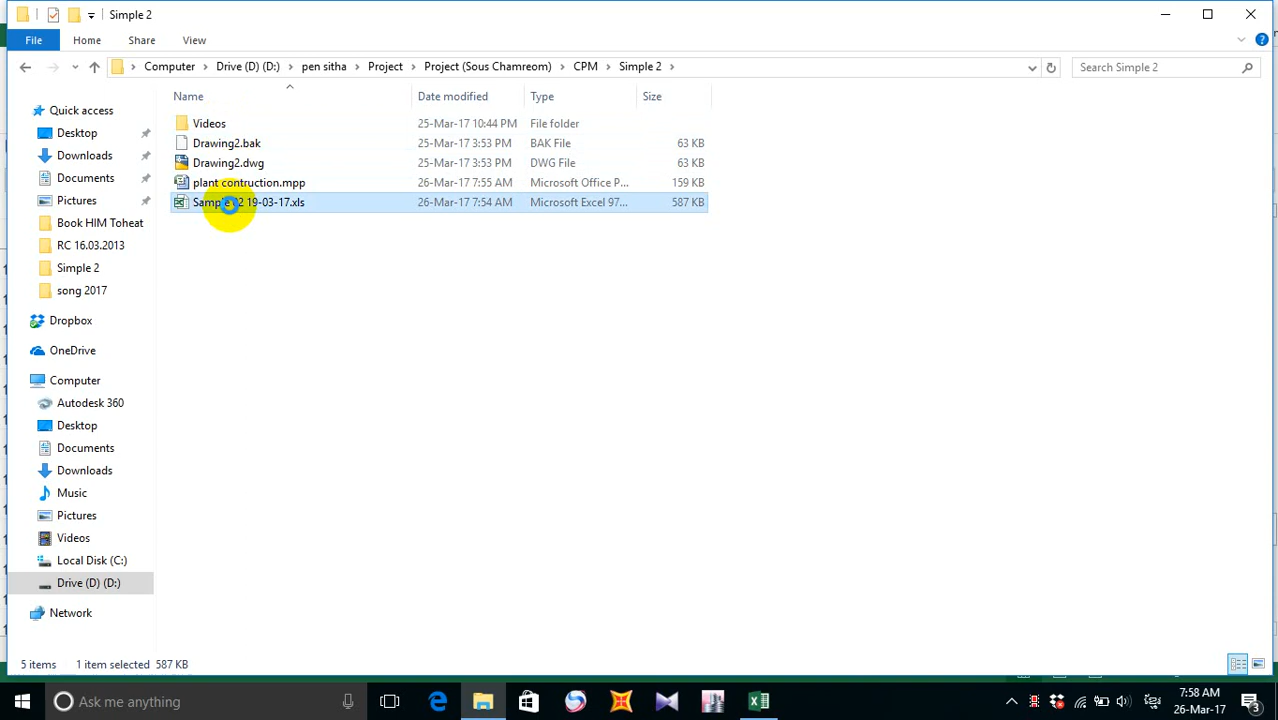 Simple 2
File Home Share View
Computer Drive (D) (D:) pen sitha Project Project (Sous Chamreom) CPM Simple 2 Search Simple 2
Name Date modified Type Size
Quick access
Desktop
Downloads
Documents
Pictures
Book HIM Toheat
RC 16.03.2013
Simple 2
song 2017
Dropbox
OneDrive
Computer
Autodesk 360
Desktop
Documents
Downloads
Music
Pictures
Videos
Local Disk (C:)
Drive (D) (D:)
Network
Videos 25-Mar-17 10:44 PM File folder
Drawing2.bak 25-Mar-17 3:53 PM BAK File 63 KB
Drawing2.dwg 25-Mar-17 3:53 PM DWG File 63 KB
plant contruction.mpp 26-Mar-17 7:55 AM Microsoft Office P... 159 KB
19-03-17.xls 26-Mar-17 7:54 AM Microsoft Excel 97... 587 KB
5 items 1 item selected 587 KB
Ask me anything
7:58 AM
26-Mar-17
3